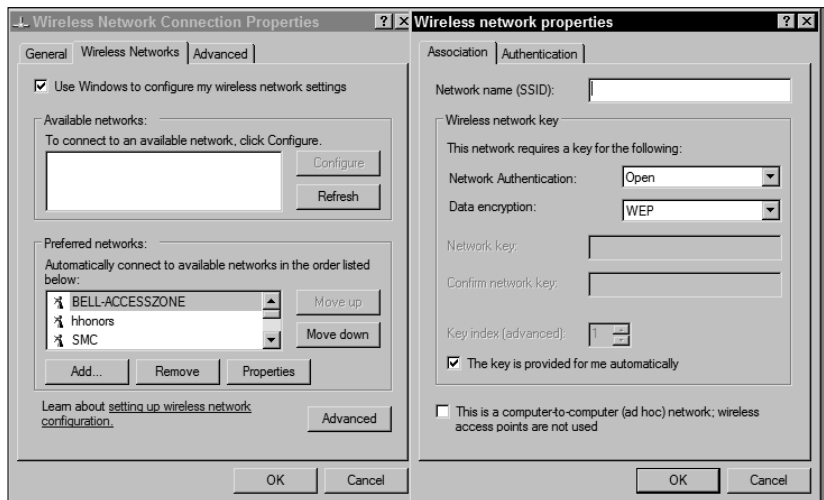 Wireless Network Connection Properties
General Wireless Networks Advanced
Use Windows to configure my wireless network settings
Available networks:
To connect to an available network, click Configure.
Configure
Refresh
Preferred networks:
Automatically connect to available networks in the order listed
below:
BELL-ACCESSZONE
hhonors
SMC
Move up
Move down
Add... Remove Properties
Learn about setting up wireless network
configuration.
Advanced
OK Cancel
Wireless network properties
Association Authentication
Network name (SSID):
Wireless network key
This network requires a key for the following:
Network Authentication: Open
Data encryption: WEP
Network key:
Confirm network key:
Key index (advanced): 1
The key is provided for me automatically
This is a computer-to-computer (ad hoc) network; wireless
access points are not used
OK Cancel